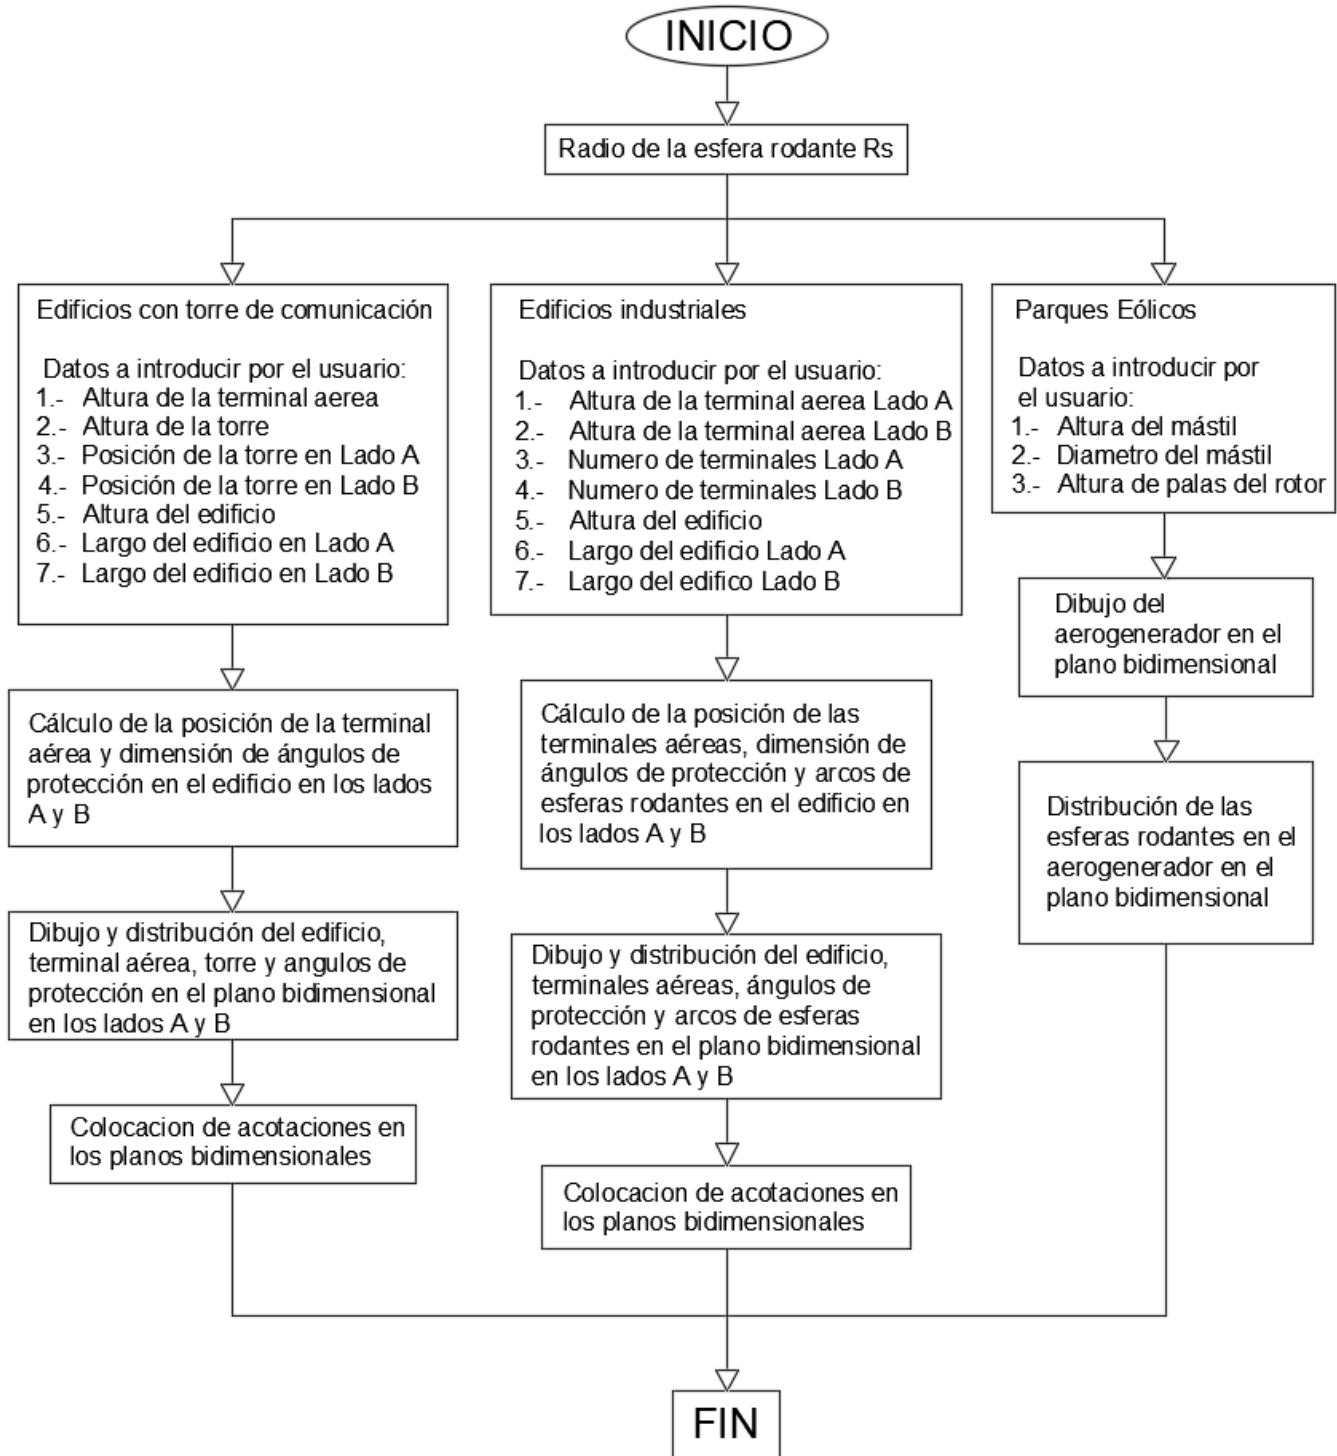 INICIO
Radio de la esfera rodante Rs
Edificios con torre de comunicación
Datos a introducir por el usuario:
1.- Altura de la terminal aerea
2.- Altura de la torre
3.- Posición de la torre en Lado A
4.- Posición de la torre en Lado B
5.- Altura del edificio
6.- Largo del edificio en Lado A
7.- Largo del edificio en Lado B
Cálculo de la posición de la terminal
aérea y dimensión de ángulos de
protección en el edificio en los lados
A y B
Dibujo y distribución del edificio,
terminal aérea, torre y angulos de
protección en el plano bidimensional
en los lados A y B
Colocacion de acotaciones en
los planos bidimensionales
Edificios industriales
Datos a introducir por el usuario:
1.- Altura de la terminal aerea Lado A
2.- Altura de la terminal aerea Lado B
3.- Numero de terminales Lado A
4.- Numero de terminales Lado B
5.- Altura del edificio
6.- Largo del edificio Lado A
7.- Largo del edifico Lado B
Cálculo de la posición de las
terminales aéreas, dimensión de
ángulos de protección y arcos de
esferas rodantes en el edificio en
los lados A y B
Dibujo y distribución del edificio,
terminales aéreas, ángulos de
protección y arcos de esferas
rodantes en el plano bidimensional
en los lados A y B
Colocacion de acotaciones en
los planos bidimensionales
Parques Eólicos
Datos a introducir por
el usuario:
1.- Altura del mástil
2.- Diametro del mástil
3.- Altura de palas del rotor
Dibujo del
aerogenerador en el
plano bidimensional
Distribución de las
esferas rodantes en el
aerogenerador en el
plano bidimensional
FIN